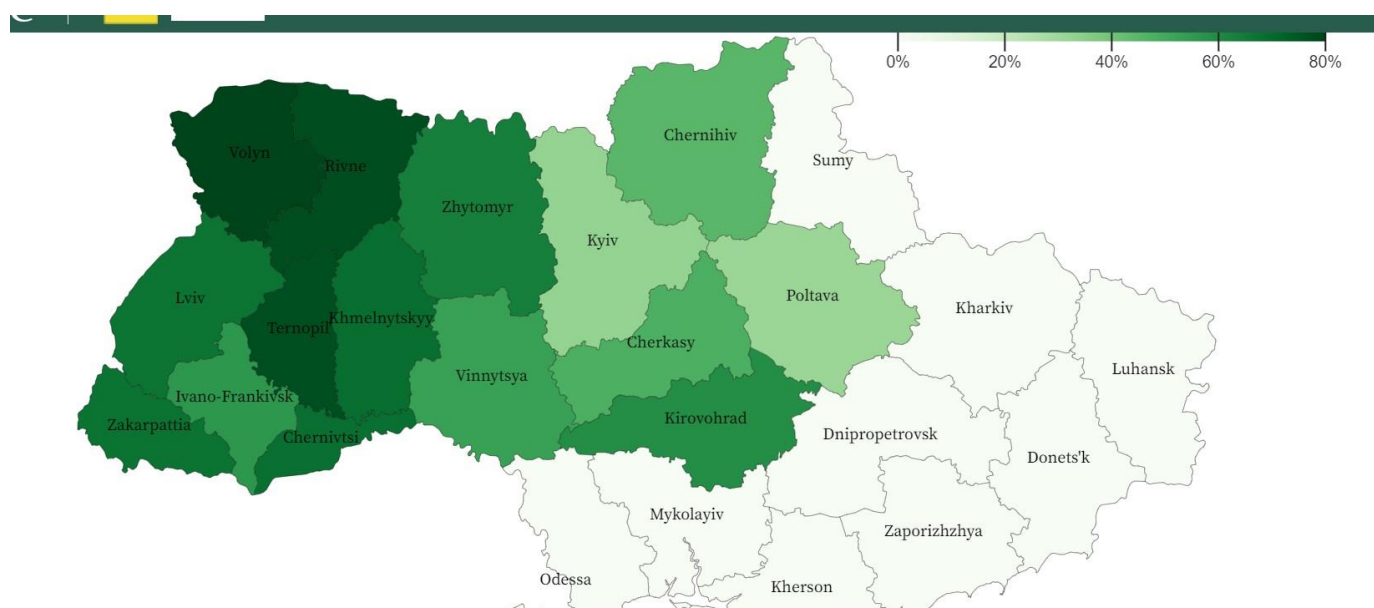 0% 20% 40% 60% 80%
Chernihiv
Volyn
Sumy
Rivne
Zhytomyr
Kyiv
Lviv
Poltava
Kharkiv
Ternopil
Khmelnytskyy
Cherkasy
Luhansk
Vinnytsya
Ivano-Frankivsk
Kirovohrad
Zakarpattia
Chernivtsi
Dnipropetrovsk
Donets'k
Mykolayiv
Zaporizhzhya
Odessa
Kherson